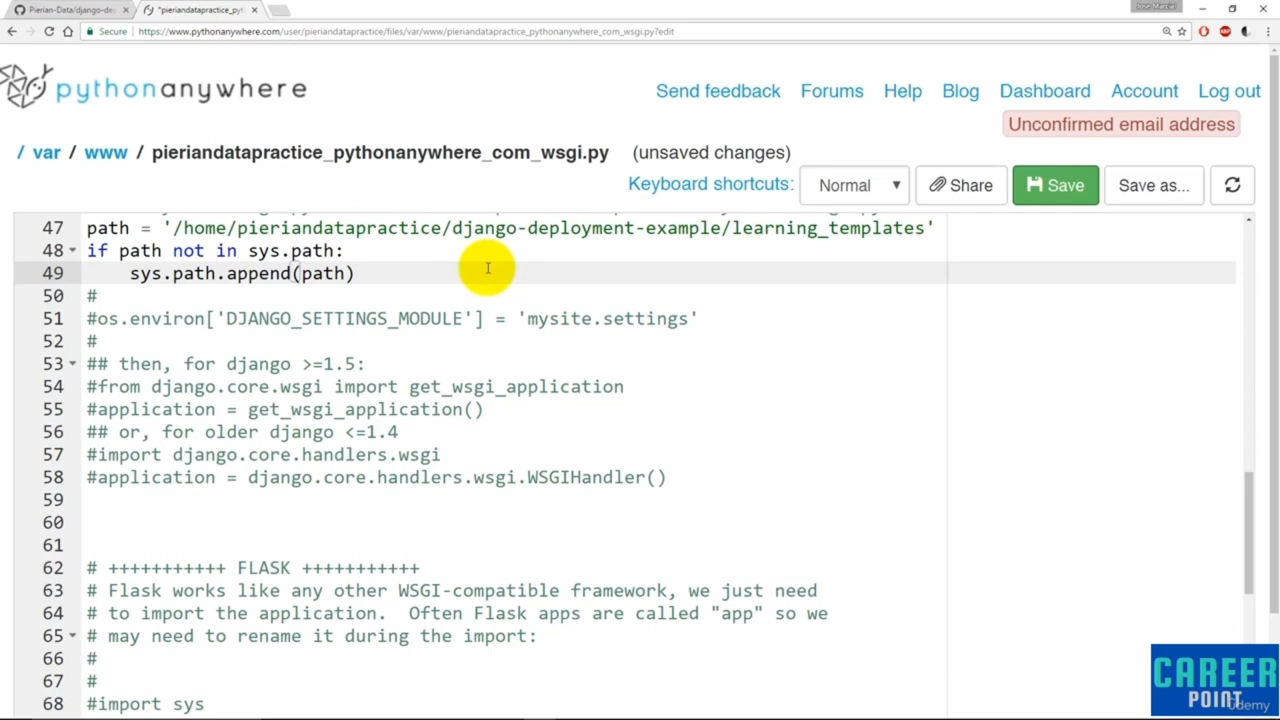 Pierian-Data/django-de
*pieriandatapractice_pyt
Jose Marcial
Secure https://www.pythonanywhere.com/user/pieriandatapractice/files/var/www/pieriandatapractice_pythonanywhere_com_wsgi.py?edit
pythonanywhere
Send feedback Forums Help Blog Dashboard Account Log out
Unconfirmed email address
/ var / www / pieriandatapractice_pythonanywhere_com_wsgi.py (unsaved changes)
Keyboard shortcuts: Normal Share Save Save as...
47 path = '/home/pieriandatapractice/django-deployment-example/learning_templates'
48 if path not in sys.path:
49 sys.path.append(path)
50 #
51 #os.environ['DJANGO_SETTINGS_MODULE'] = 'mysite.settings'
52 #
53 ## then, for django >=1.5:
54 #from django.core.wsgi import get_wsgi_application
55 #application = get_wsgi_application()
56 ## or, for older django <=1.4
57 #import django.core.handlers.wsgi
58 #application = django.core.handlers.wsgi.WSGIHandler()
59
60
61
62 # +++++++++++ FLASK +++++++++++
63 # Flask works like any other WSGI-compatible framework, we just need
64 # to import the application.  Often Flask apps are called "app" so we
65 # may need to rename it during the import:
66 #
67 #
68 #import sys
CAREER
POINT
Udemy